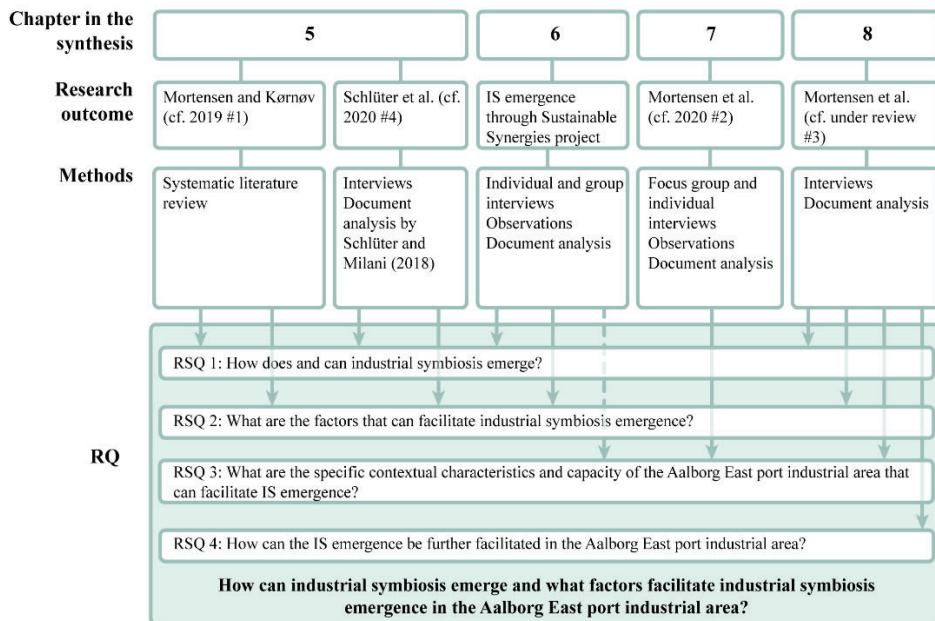 Chapter in the
synthesis
5
6
7
8
Research
outcome
Mortensen and Kørnøv
(cf. 2019 #1)
Schlüter et al. (cf.
2020 #4)
IS emergence
through Sustainable
Synergies project
Mortensen et al.
(cf. 2020 #2)
Mortensen et al.
(cf. under review
#3)
Methods
Systematic literature
review
Interviews
Document
analysis by
Schlüter and
Milani (2018)
Individual and group
interviews
Observations
Document analysis
Focus group and
individual
interviews
Observations
Document analysis
Interviews
Document analysis
RQ
RSQ 1: How does and can industrial symbiosis emerge?
RSQ 2: What are the factors that can facilitate industrial symbiosis emergence?
RSQ 3: What are the specific contextual characteristics and capacity of the Aalborg East port industrial area that
can facilitate IS emergence?
RSQ 4: How can the IS emergence be further facilitated in the Aalborg East port industrial area?
How can industrial symbiosis emerge and what factors facilitate industrial symbiosis
emergence in the Aalborg East port industrial area?